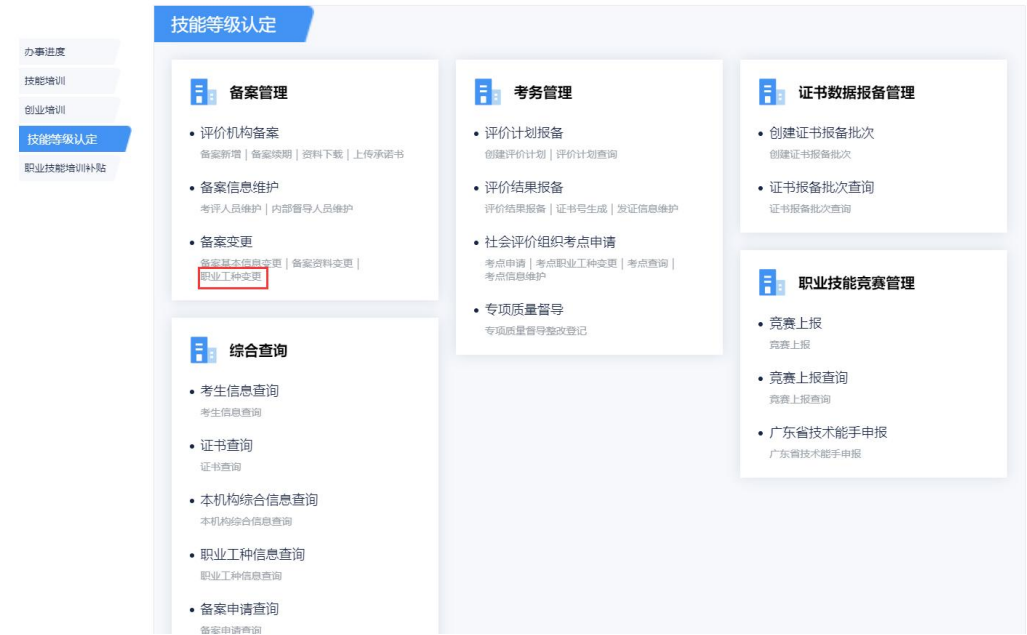 技能等级认定
办事进度
技能培训
创业培训
技能等级认定
职业技能培训补贴
备案管理
评价机构备案
备案新增 | 备案续期 | 资料下载 | 上传承诺书
备案信息维护
考评人员维护 | 内部督导人员维护
备案变更
备案基本信息变更 | 备案资料变更 |
职业工种变更
综合查询
考生信息查询
考生信息查询
证书查询
证书查询
本机构综合信息查询
本机构综合信息查询
职业工种信息查询
职业工种信息查询
备案申请查询
备案申请查询
考务管理
评价计划报备
创建评价计划 | 评价计划查询
评价结果报备
评价结果报备 | 证书号生成 | 发证信息维护
社会评价组织考点申请
考点申请 | 考点职业工种变更 | 考点查询 |
考点信息维护
专项质量督导
专项质量督导整改登记
证书数据报备管理
创建证书报备批次
创建证书报备批次
证书报备批次查询
证书报备批次查询
职业技能竞赛管理
竞赛上报
竞赛上报
竞赛上报查询
竞赛上报查询
广东省技术能手申报
广东省技术能手申报